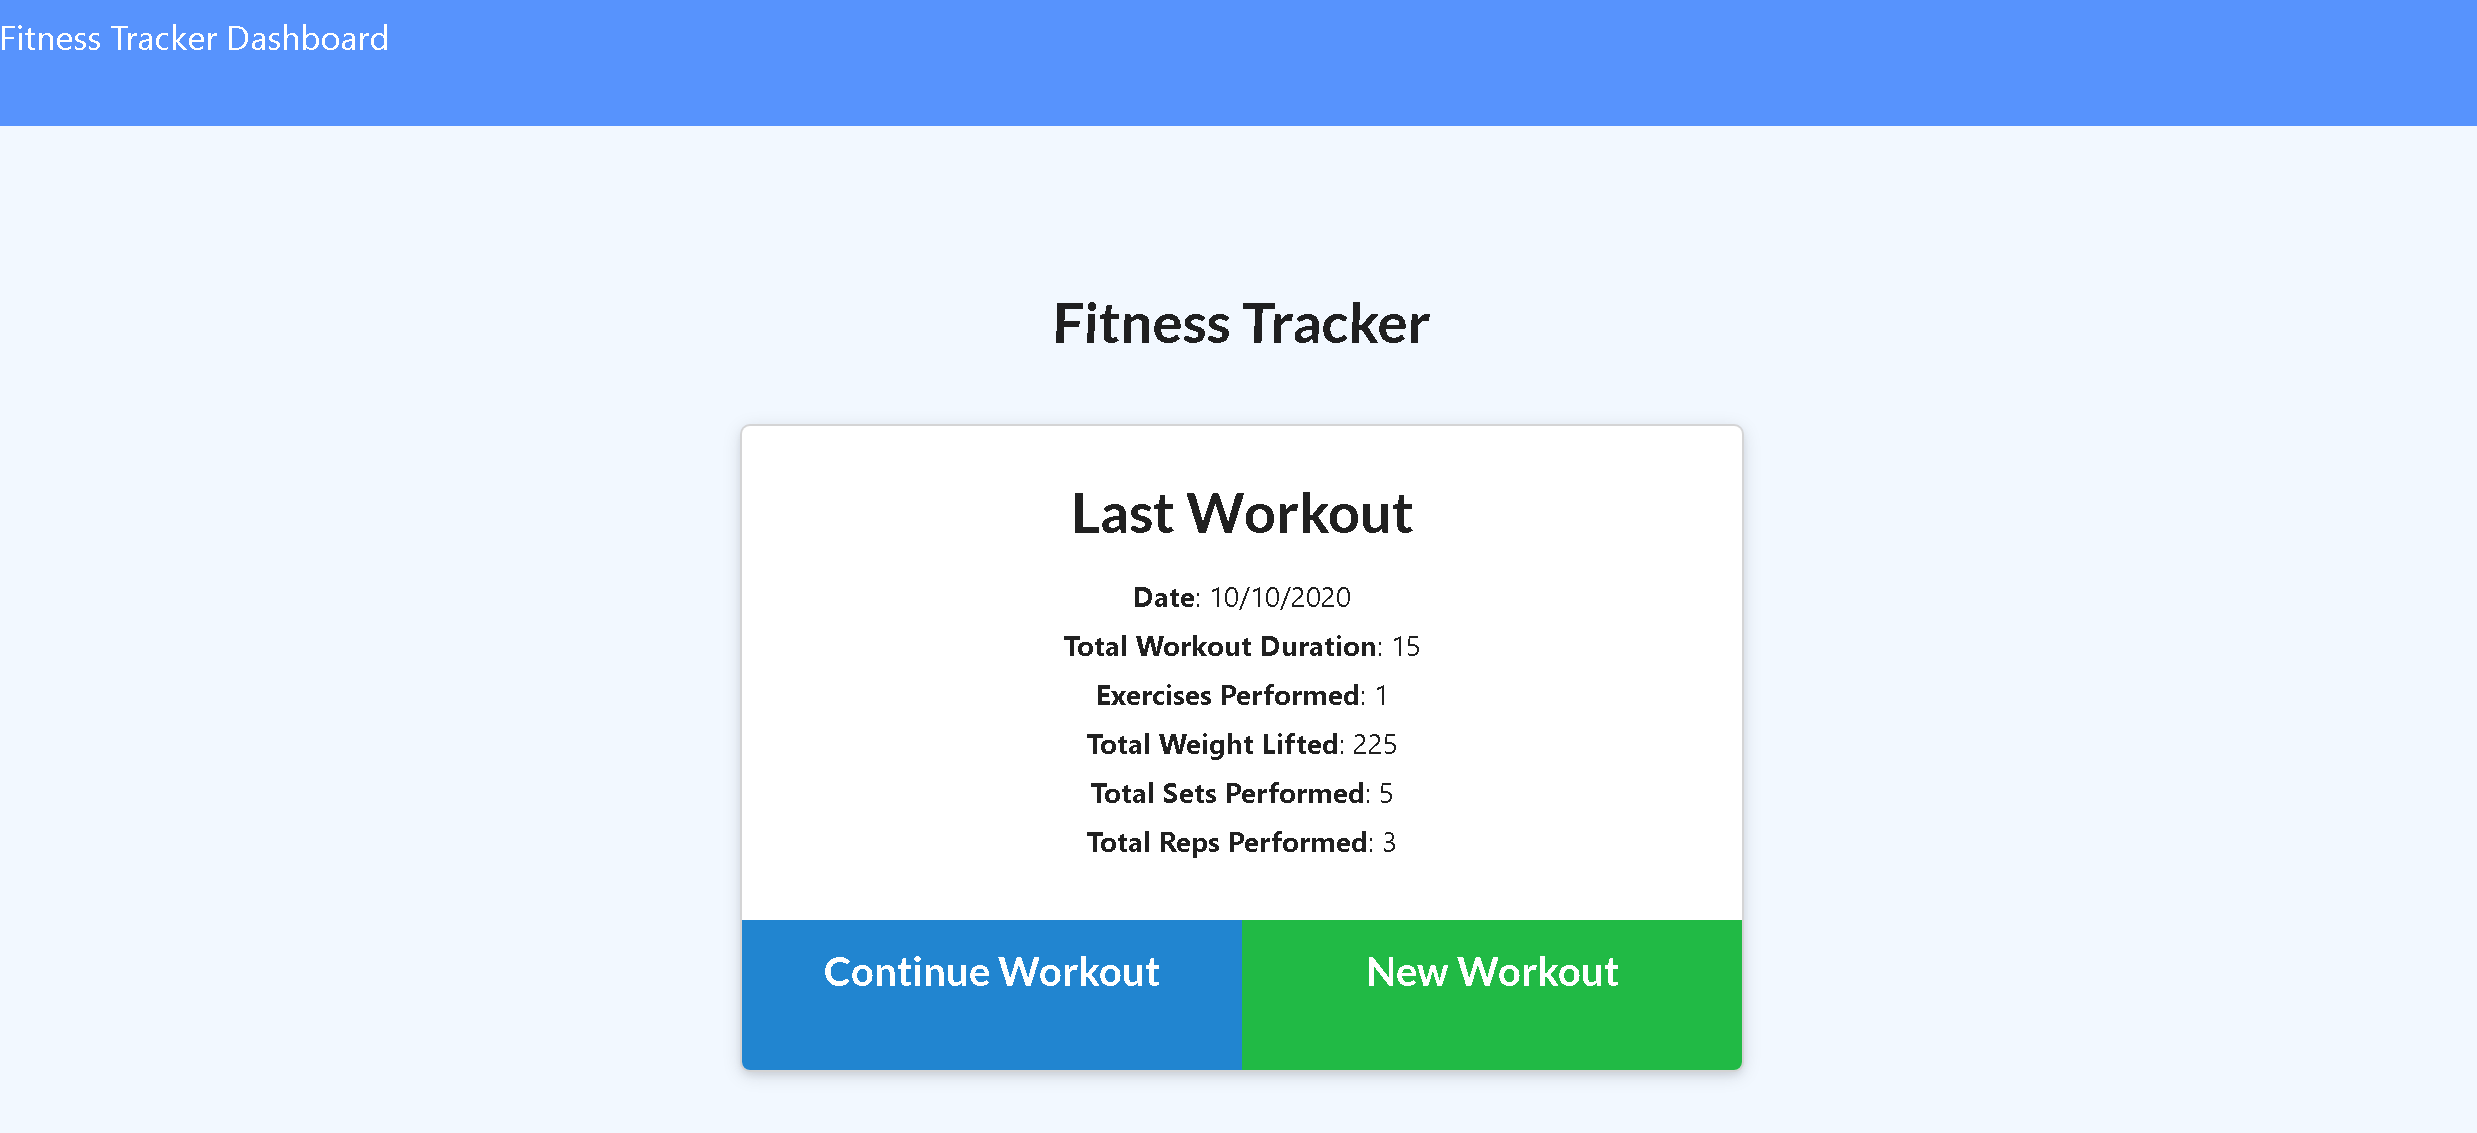 Fitness Tracker Dashboard
Fitness Tracker
Last Workout
Date: 10/10/2020
Total Workout Duration: 15
Exercises Performed: 1
Total Weight Lifted: 225
Total Sets Performed: 5
Total Reps Performed: 3
Continue Workout
New Workout